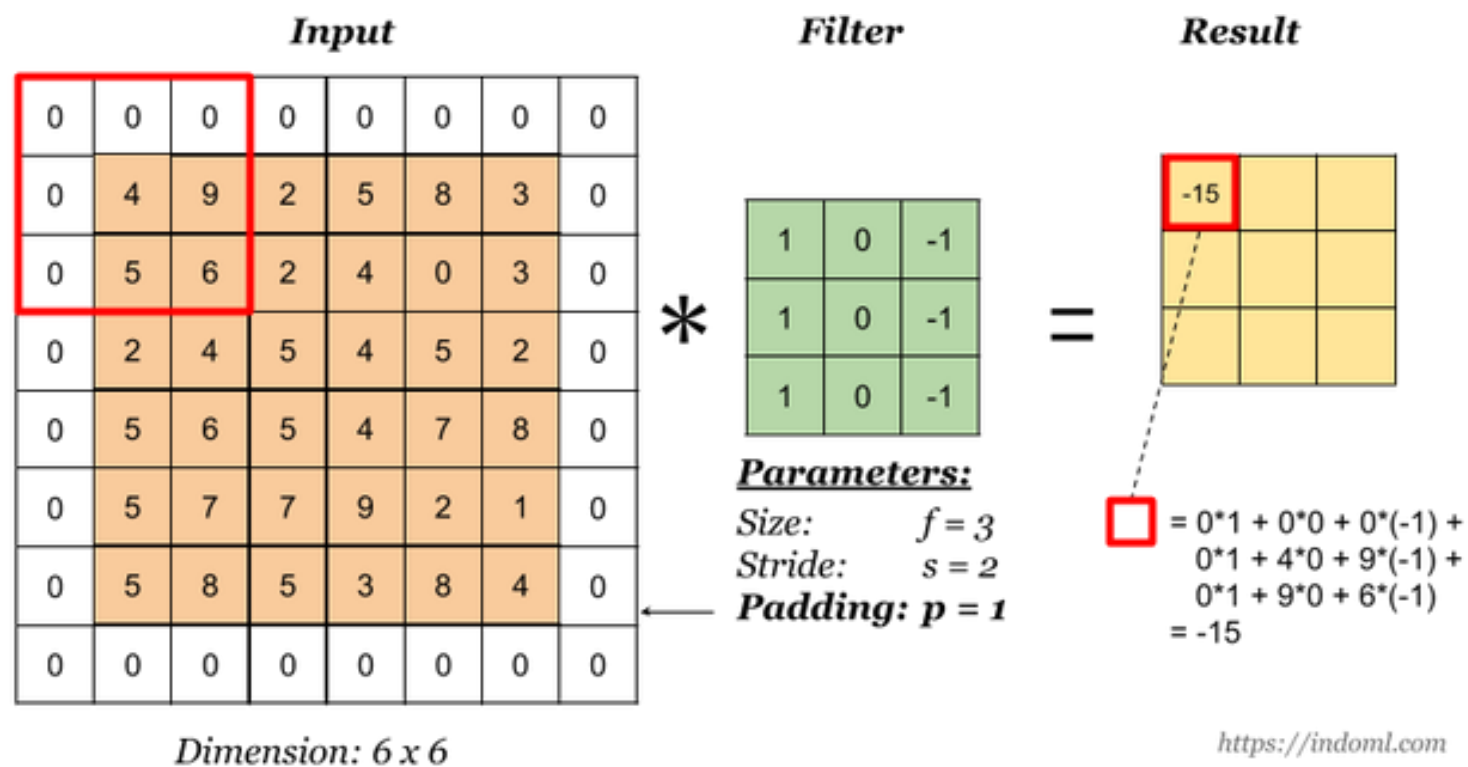 Input Filter Result
0 0 0 0 0 0 0 0
0 4 9 2 5 8 3 0
0 5 6 2 4 0 3 0
0 2 4 5 4 5 2 0
0 5 6 5 4 7 8 0
0 5 7 7 9 2 1 0
0 5 8 5 3 8 4 0
0 0 0 0 0 0 0 0
Dimension: 6 x 6
*
1 0 -1
1 0 -1
1 0 -1
Parameters:
Size: f = 3
Stride: s = 2
Padding: p = 1
=
-15
= 0*1 + 0*0 + 0*(-1) +
0*1 + 4*0 + 9*(-1) +
0*1 + 9*0 + 6*(-1)
= -15
https://indoml.com